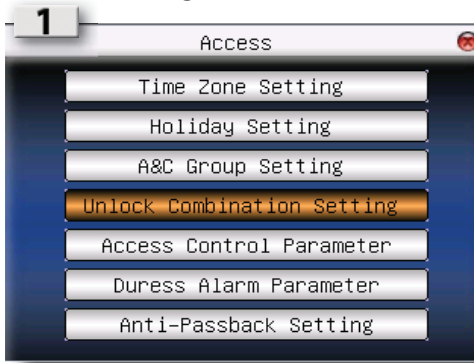 1
Access
Time Zone Setting
Holiday Setting
A&C Group Setting
Unlock Combination Setting
Access Control Parameter
Duress Alarm Parameter
Anti-Passback Setting